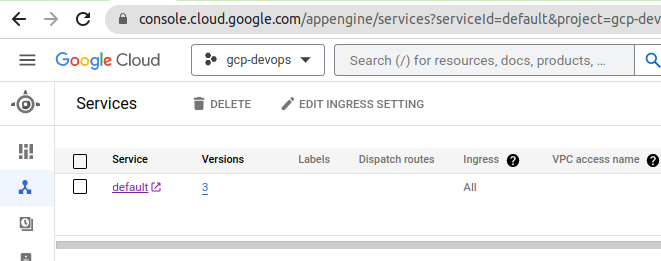 console.cloud.google.com/appengine/services?serviceId=default&project=gcp-dev
Google Cloud gcp-devops Search (/) for resources, docs, products, ...
Services DELETE EDIT INGRESS SETTING
Service Versions Labels Dispatch routes Ingress ? VPC access name ?
default 3 All